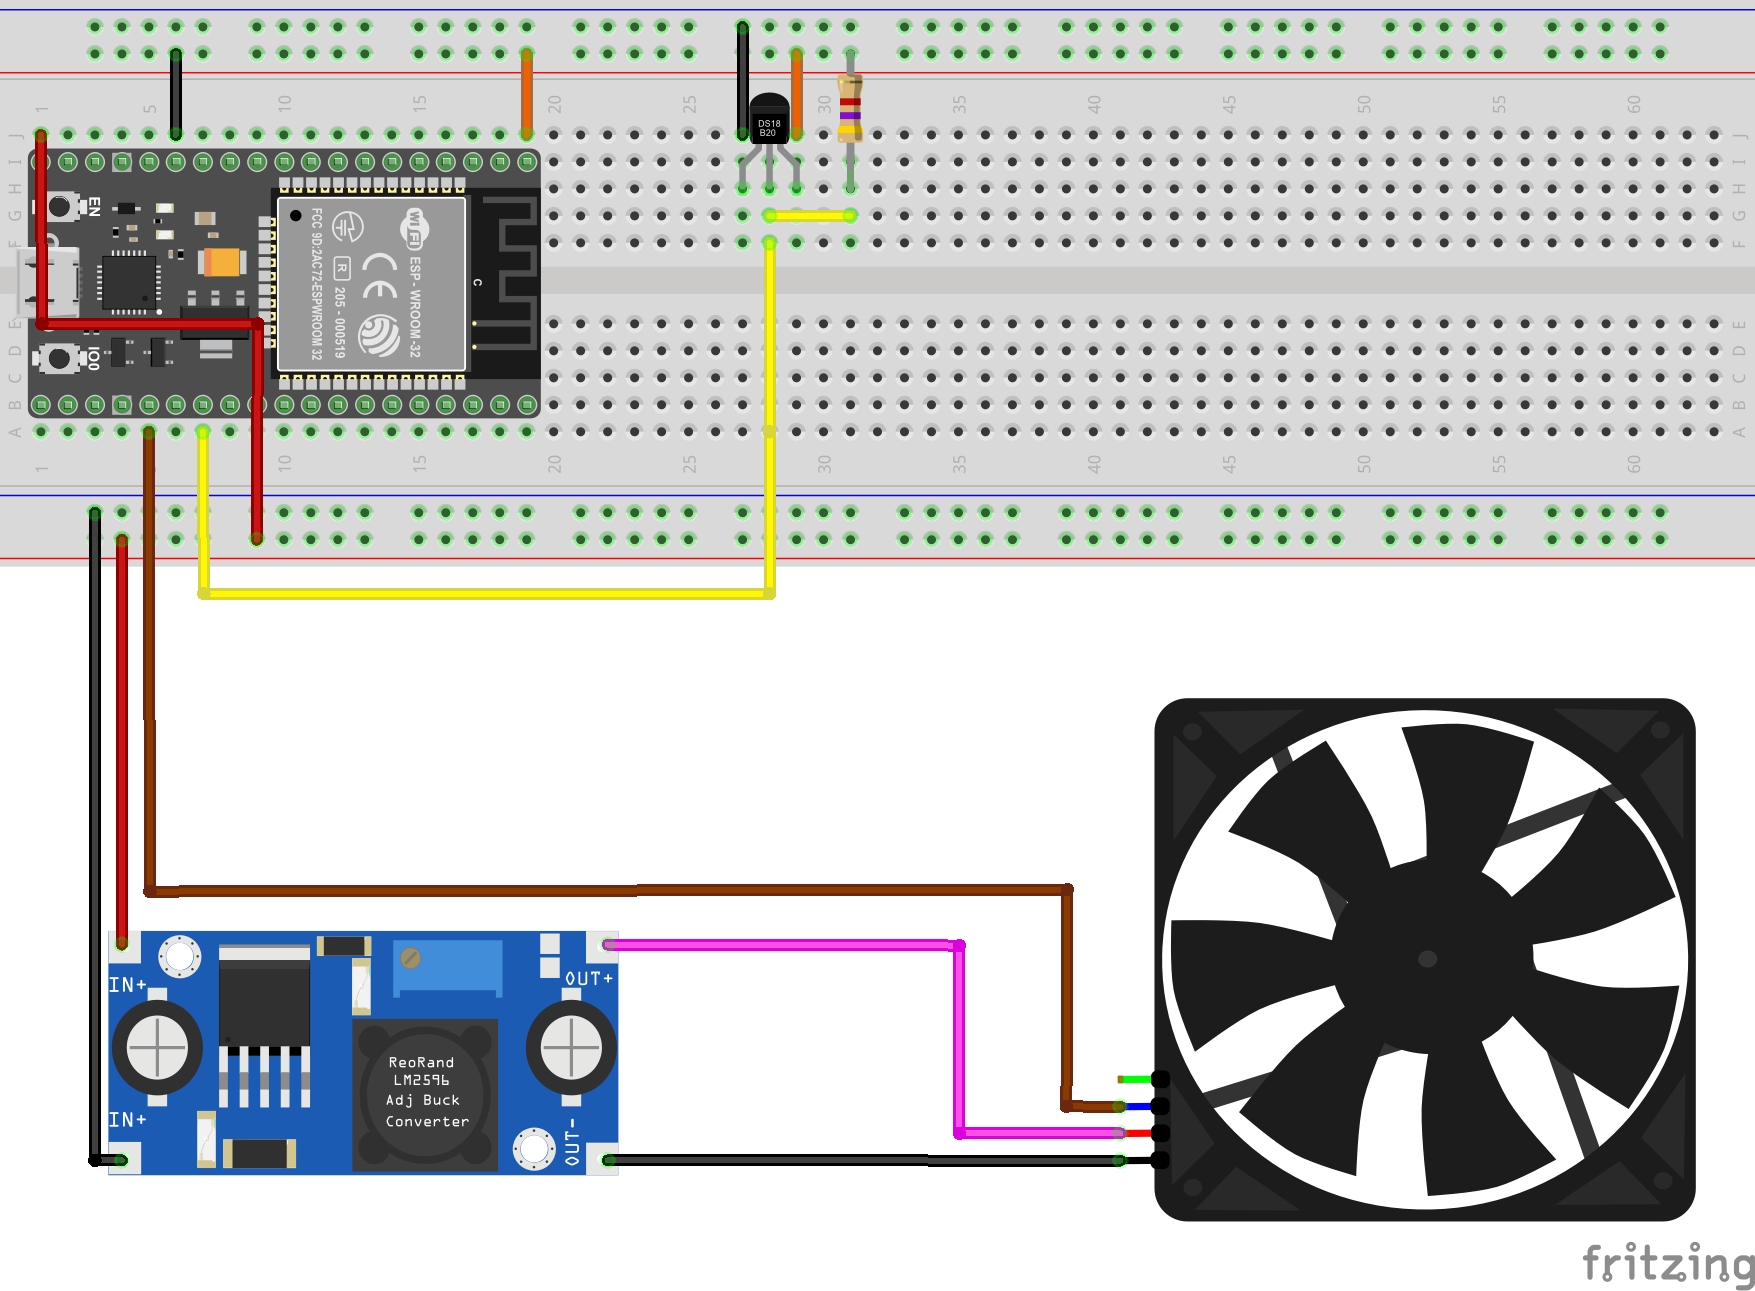 1 5 10 15 20 25 30 35 40 45 50 55 60
J J
I I
H H
G G
F F
E E
D D
C C
B B
A A
1 10 15 20 25 30 35 40 45 50 55 60
EN
IO0
FCC 9D:2AC72-ESPWROOM 32
R
205 - 000519
CE
WiFi
ESP - WROOM-32
C
DS18
B20
IN+
IN+
OUT+
OUT-
ReoRand
LM2596
Adj Buck
Converter
fritzing